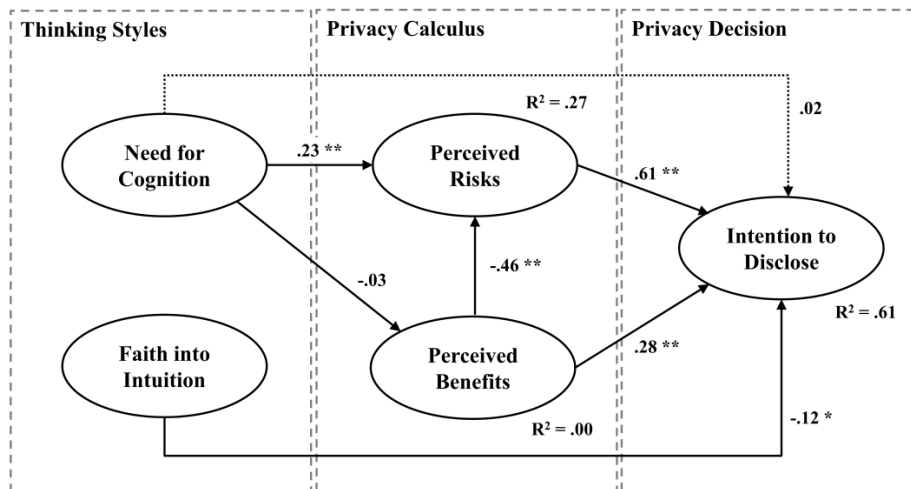 Thinking Styles
Privacy Calculus
Privacy Decision
R² = .27
.02
Need for
Cognition
.23 **
Perceived
Risks
.61 **
Intention to
Disclose
-.03
-.46 **
R² = .61
Faith into
Intuition
Perceived
Benefits
.28 **
R² = .00
-.12 *